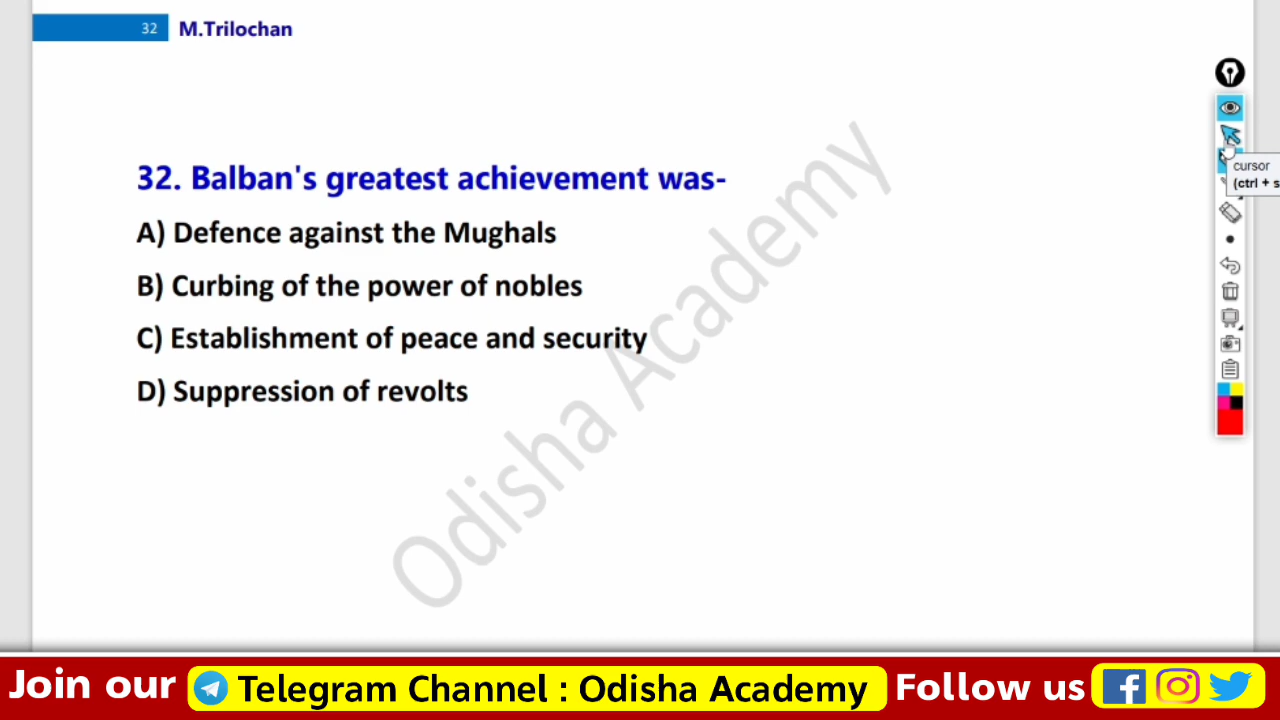 32 M.Trilochan
32. Balban's greatest achievement was-
A) Defence against the Mughals
B) Curbing of the power of nobles
C) Establishment of peace and security
D) Suppression of revolts
Odisha Academy
cursor
(ctrl + s
Join our Telegram Channel : Odisha Academy Follow us